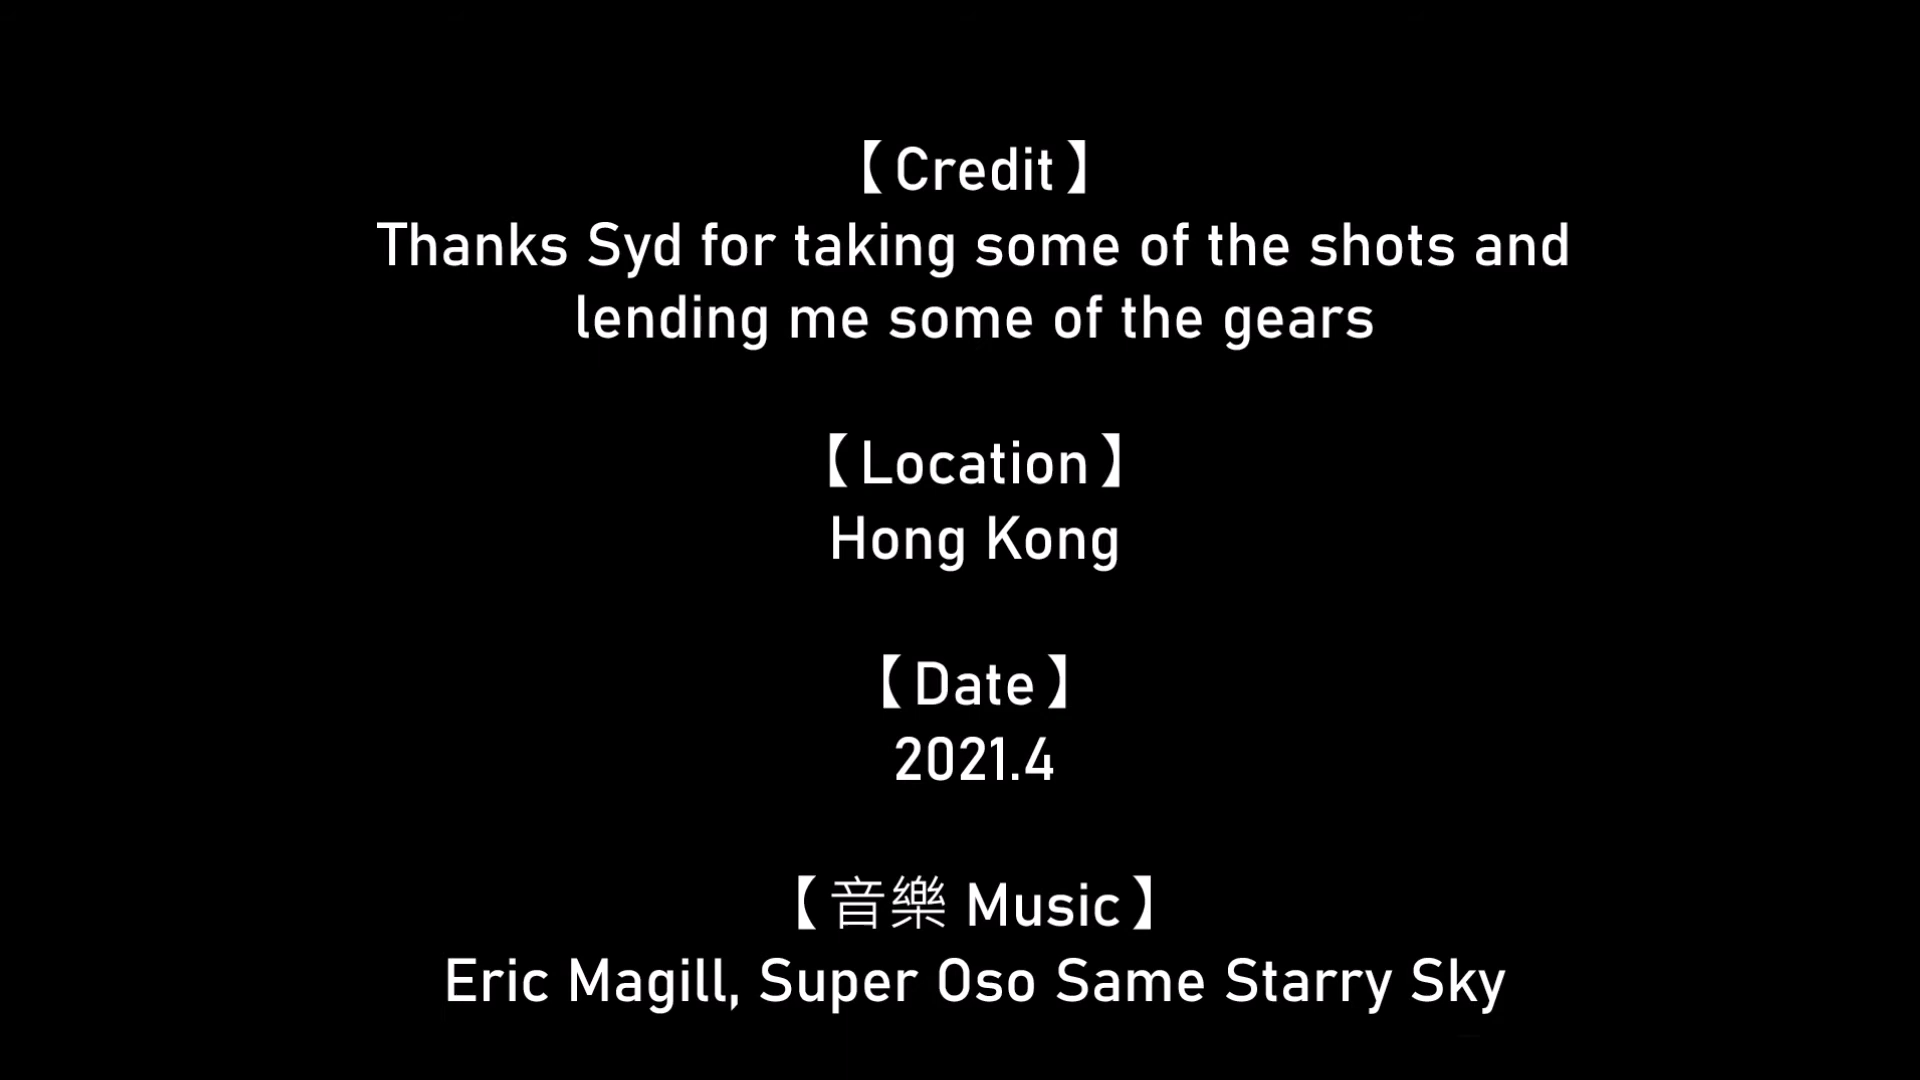 【Credit】
Thanks Syd for taking some of the shots and
lending me some of the gears
【Location】
Hong Kong
【Date】
2021.4
【音樂 Music】
Eric Magill, Super Oso Same Starry Sky